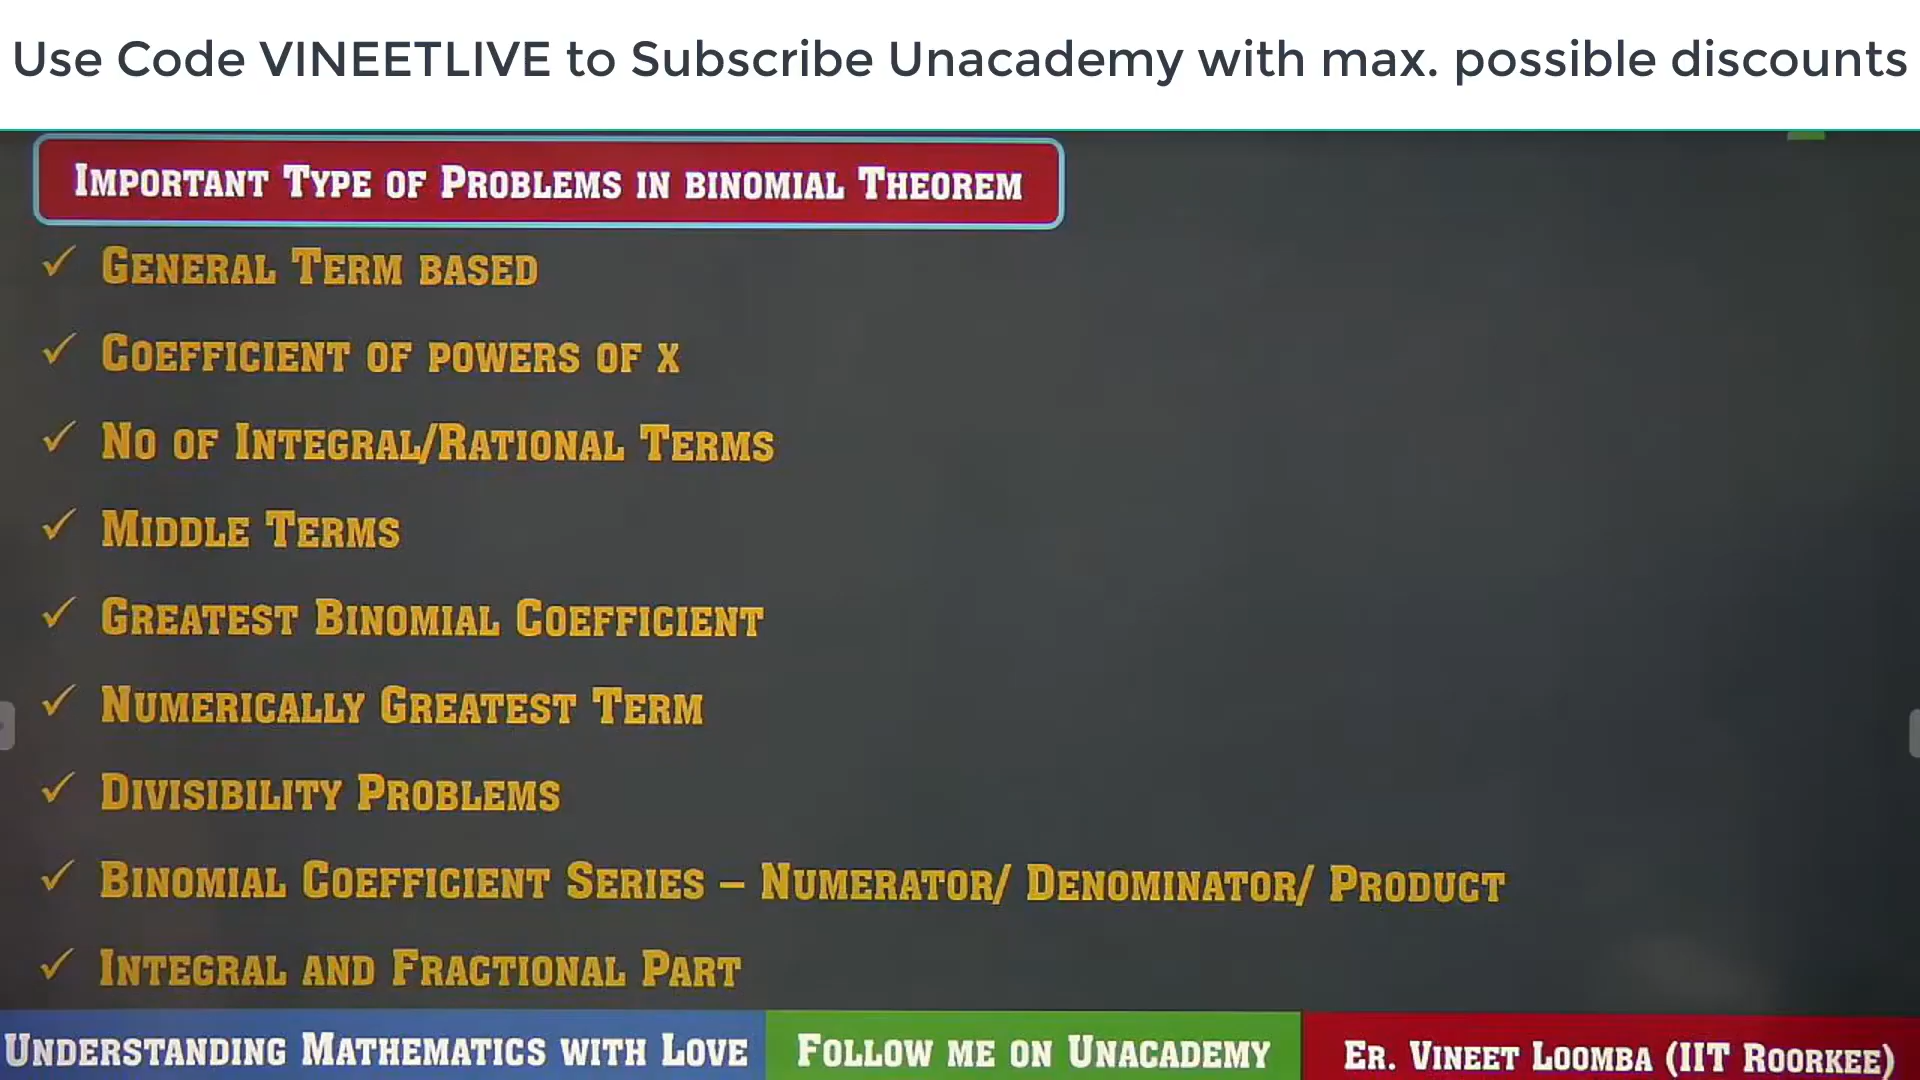 Use Code VINEETLIVE to Subscribe Unacademy with max. possible discounts
IMPORTANT TYPE OF PROBLEMS IN BINOMIAL THEOREM
✓ GENERAL TERM BASED
✓ COEFFICIENT OF POWERS OF X
✓ NO OF INTEGRAL/RATIONAL TERMS
✓ MIDDLE TERMS
✓ GREATEST BINOMIAL COEFFICIENT
✓ NUMERICALLY GREATEST TERM
✓ DIVISIBILITY PROBLEMS
✓ BINOMIAL COEFFICIENT SERIES – NUMERATOR/ DENOMINATOR/ PRODUCT
✓ INTEGRAL AND FRACTIONAL PART
UNDERSTANDING MATHEMATICS WITH LOVE FOLLOW ME ON UNACADEMY ER. VINEET LOOMBA (IIT ROORKEE)